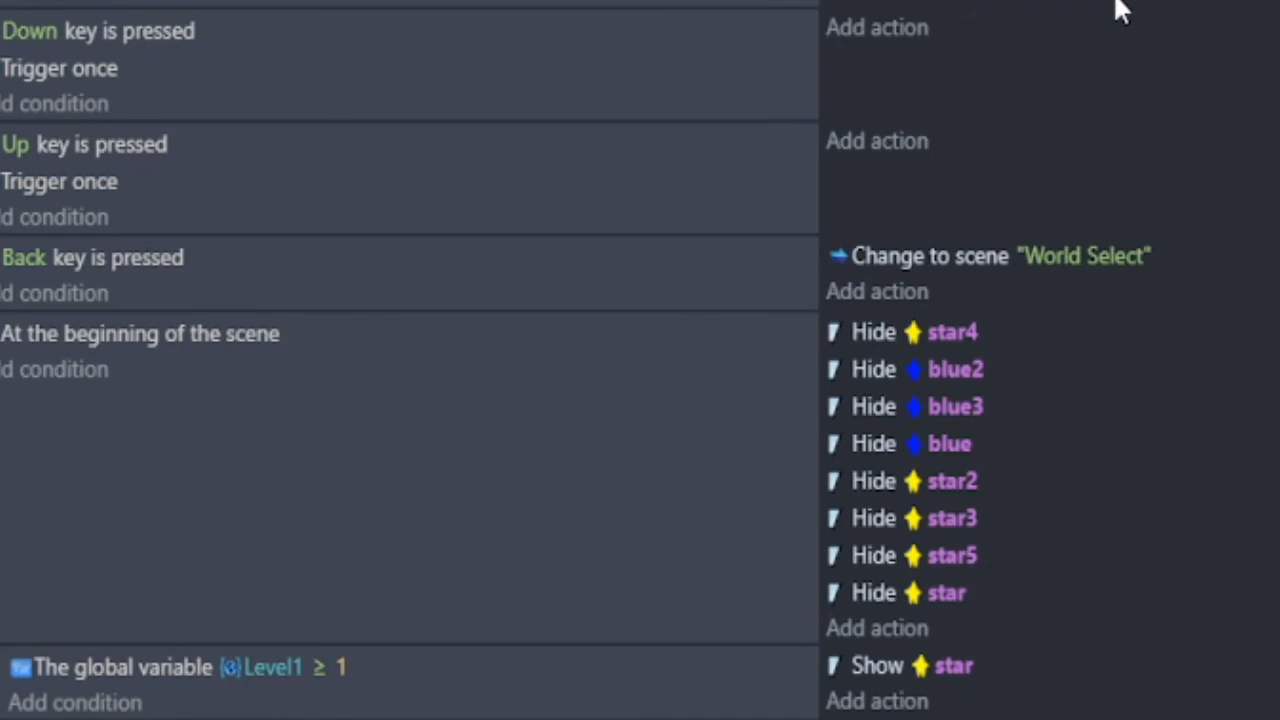 Down key is pressed
Add action
Trigger once
d condition
Up key is pressed
Add action
Trigger once
d condition
Back key is pressed
Change to scene "World Select"
d condition
Add action
At the beginning of the scene
Hide star4
d condition
Hide blue2
Hide blue3
Hide blue
Hide star2
Hide star3
Hide star5
Hide star
Add action
The global variable Level1 ≥ 1
Show star
Add condition
Add action